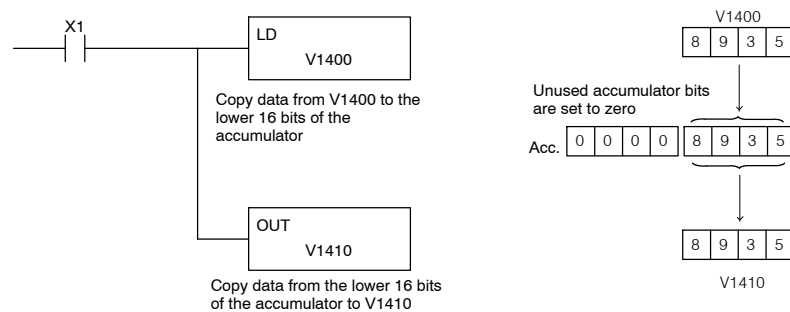 X1
LD
V1400
Copy data from V1400 to the
lower 16 bits of the
accumulator
OUT
V1410
Copy data from the lower 16 bits
of the accumulator to V1410
V1400
8 9 3 5
Unused accumulator bits
are set to zero
Acc. 0 0 0 0 8 9 3 5
8 9 3 5
V1410